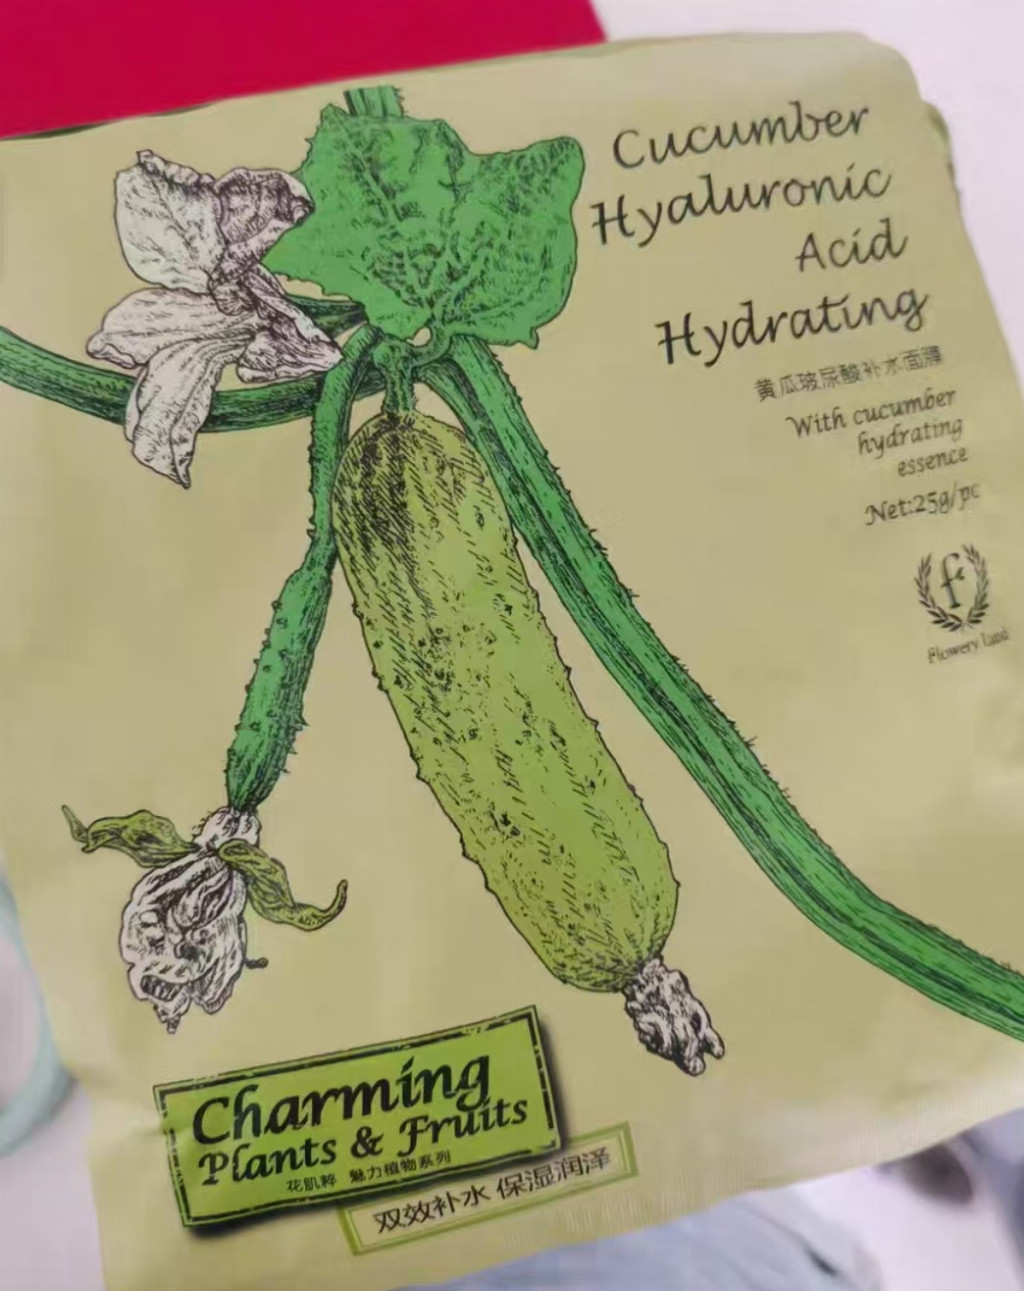 Cucumber
Hyaluronic
Acid
Hydrating
黄瓜玻尿酸补水面膜
With cucumber
hydrating
essence
Net:25g/pc
f
Flowery land
Charming
Plants & Fruits
花肌粹 魅力植物系列
双效补水 保湿润泽